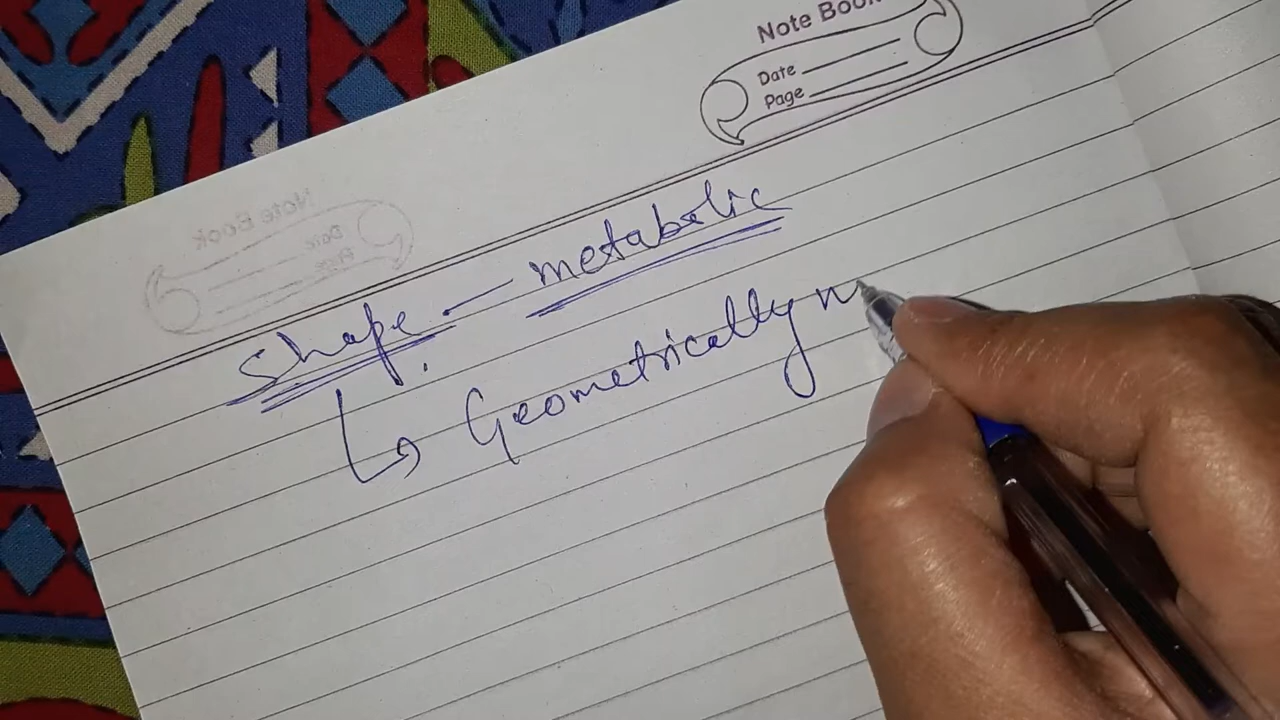 Note Book
Date
Page
Shape - metabolic
Geometrically